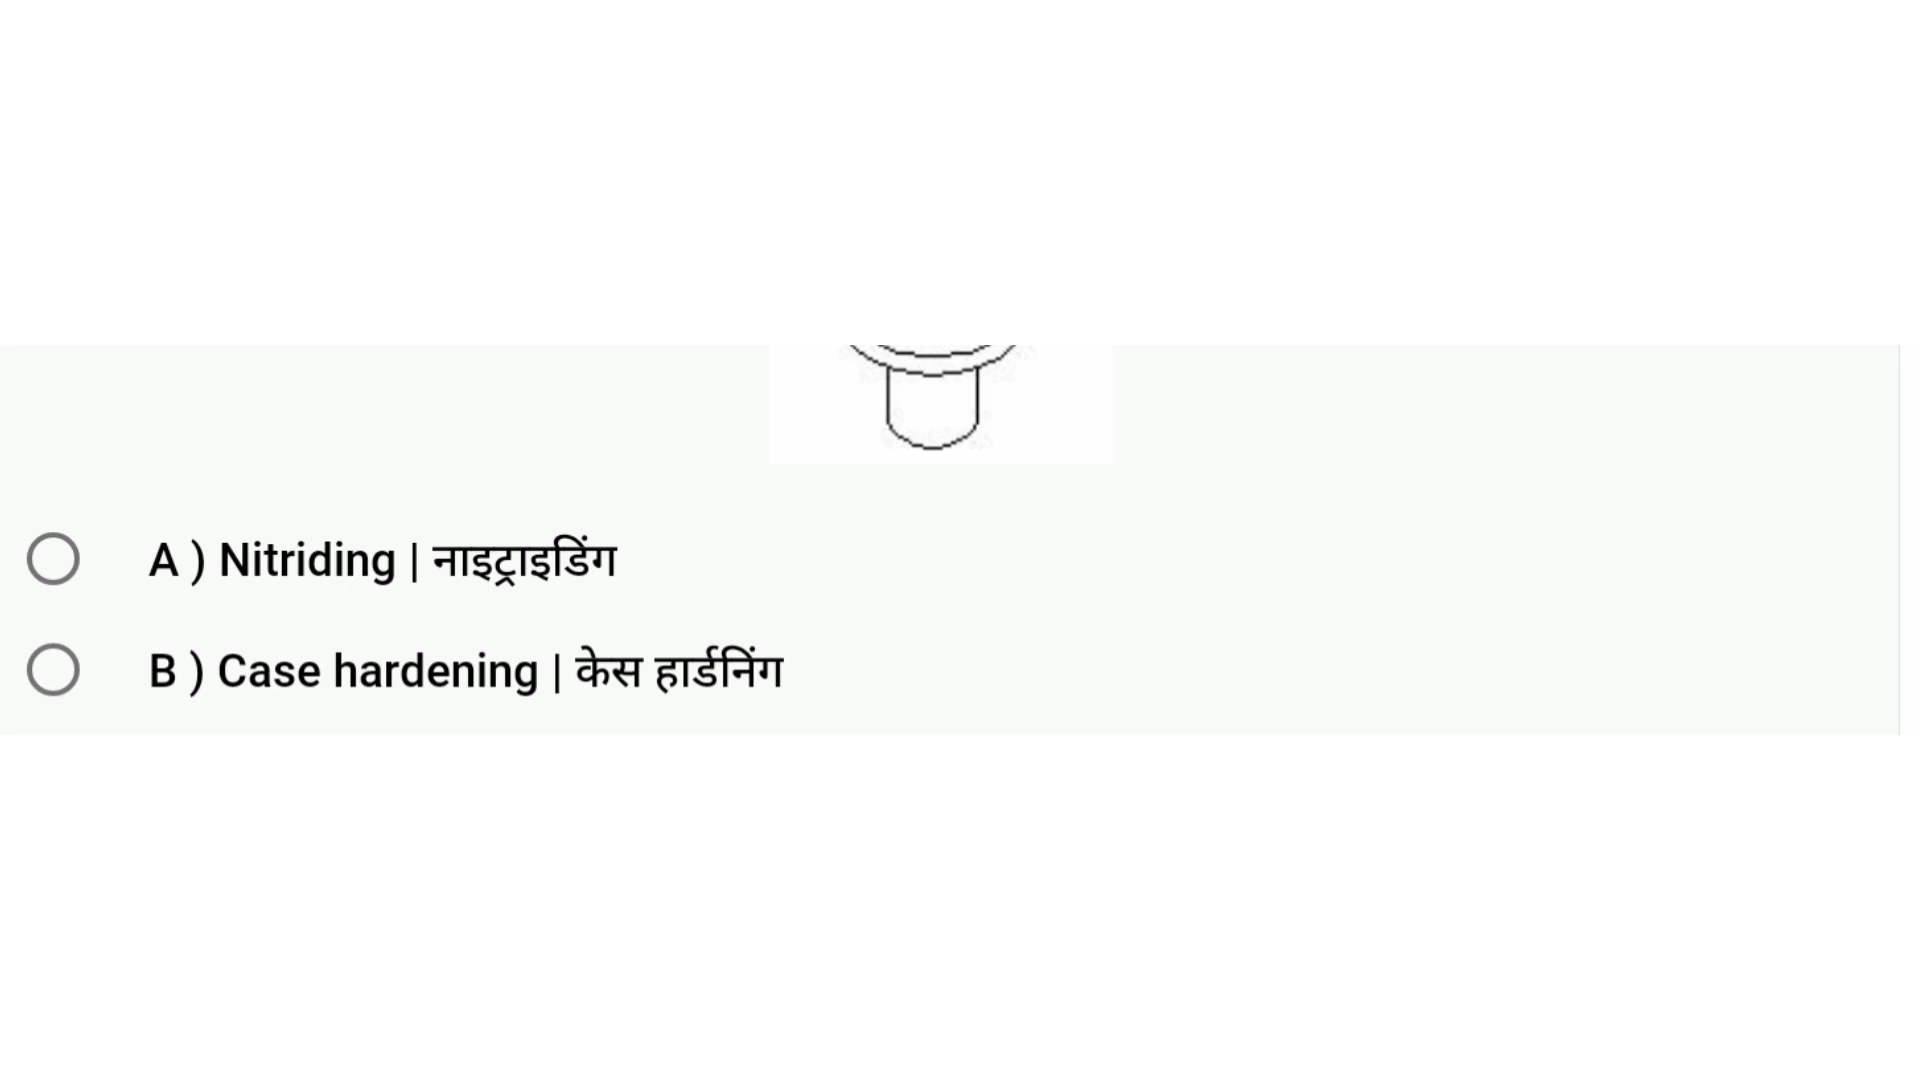 A ) Nitriding | नाइट्राइडिंग
B ) Case hardening | केस हार्डनिंग